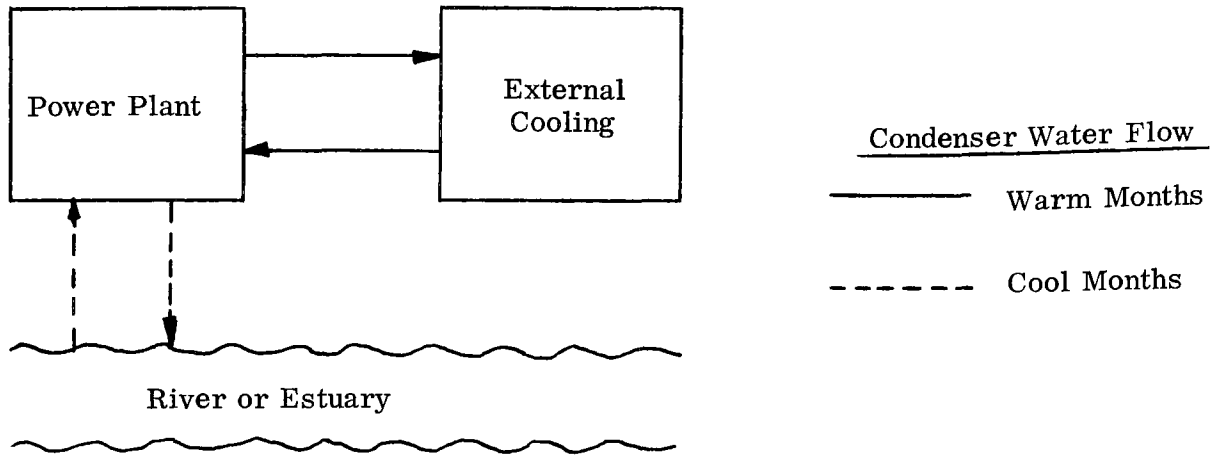 Power Plant
External
Cooling
Condenser Water Flow
Warm Months
Cool Months
River or Estuary